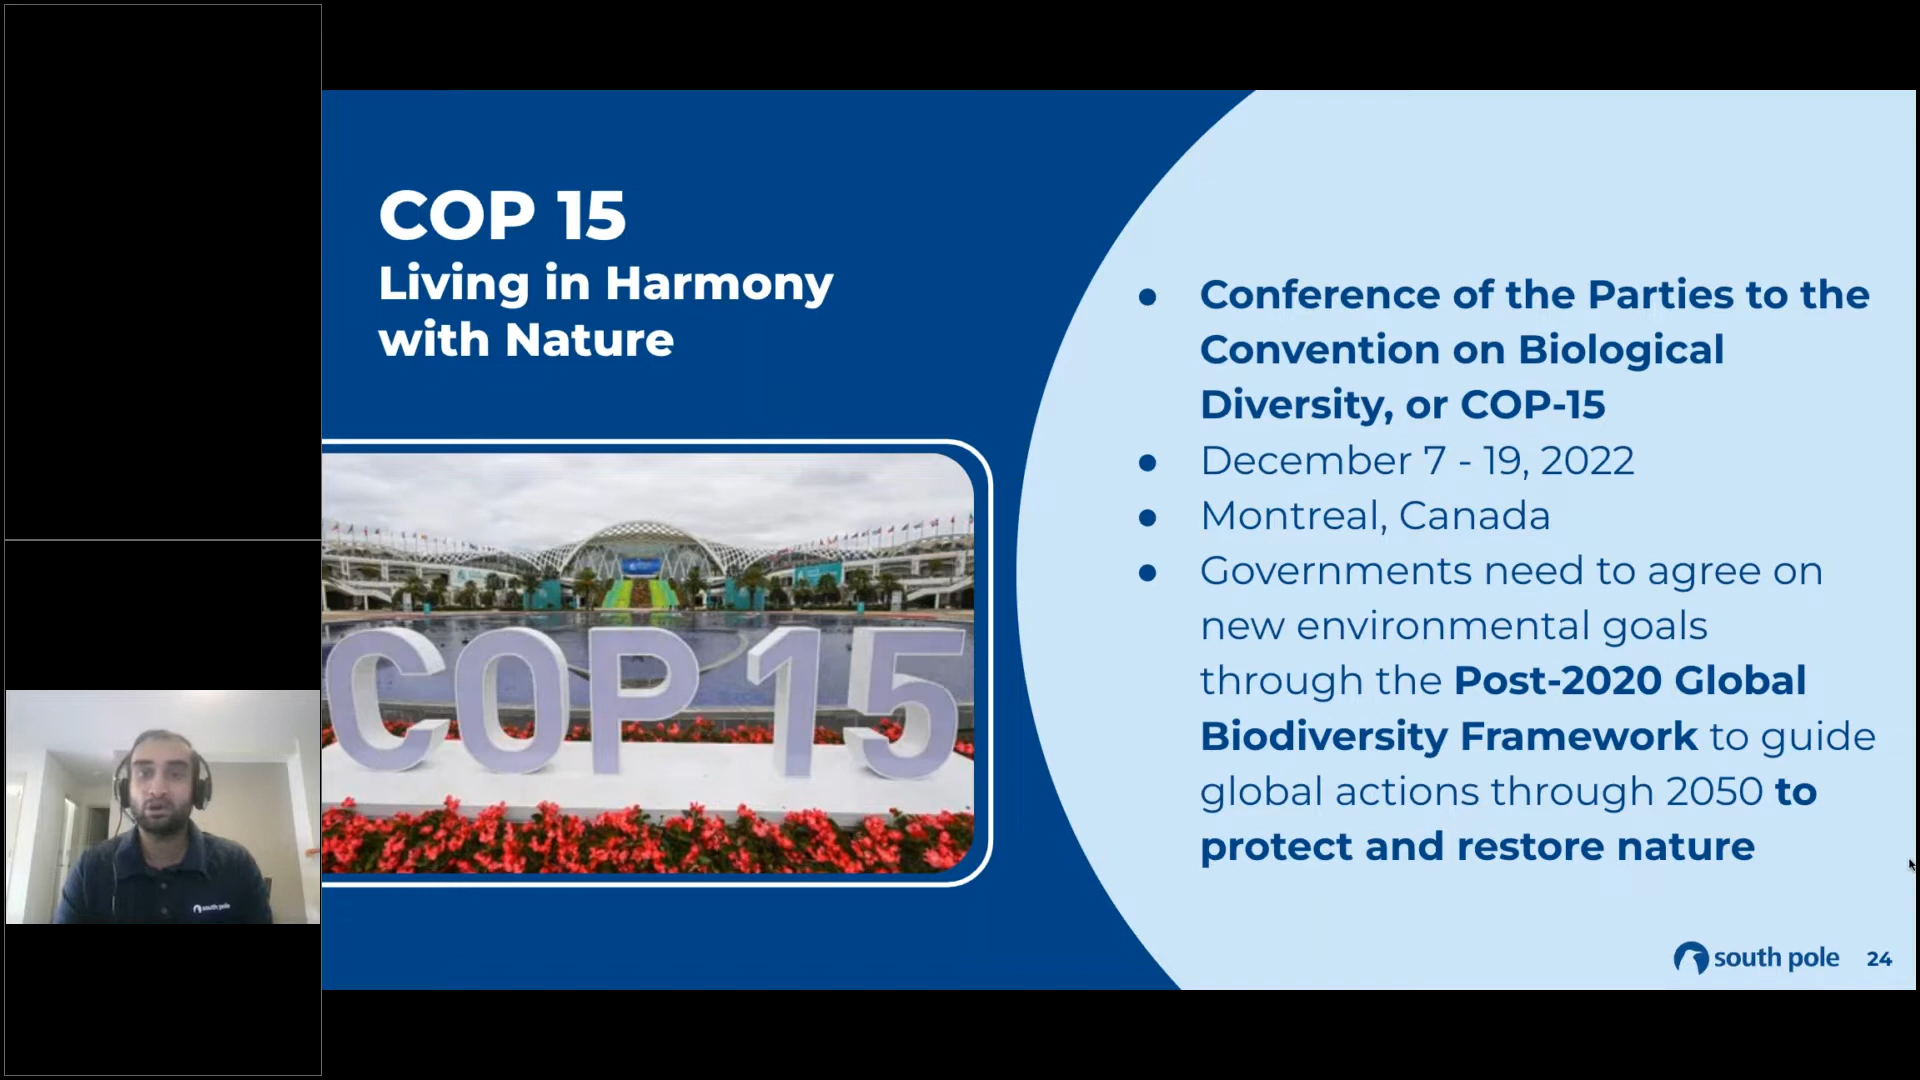 COP 15
Living in Harmony
with Nature
COP15
● Conference of the Parties to the
Convention on Biological
Diversity, or COP-15
● December 7 - 19, 2022
● Montreal, Canada
● Governments need to agree on
new environmental goals
through the Post-2020 Global
Biodiversity Framework to guide
global actions through 2050 to
protect and restore nature
south pole
south pole 24